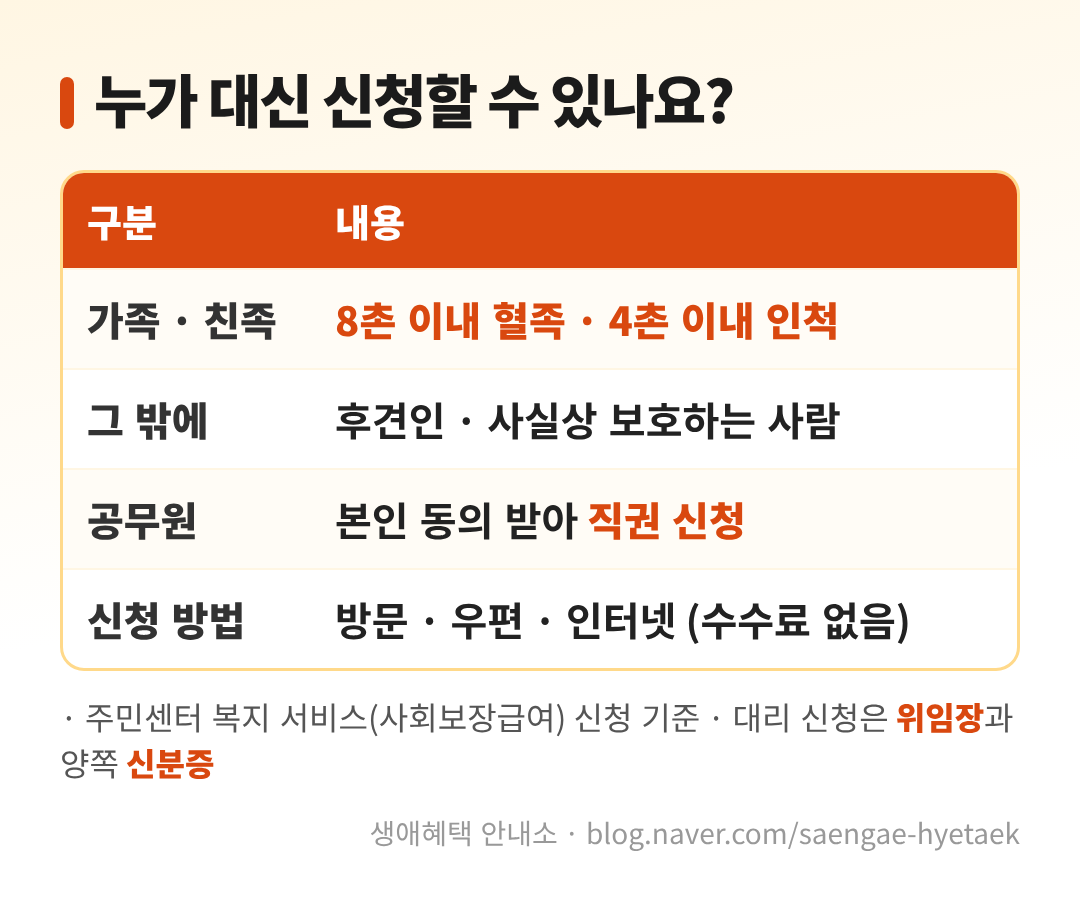 누가 대신 신청할 수 있나요?
구분 내용
가족 · 친족 8촌 이내 혈족 · 4촌 이내 인척
그 밖에 후견인 · 사실상 보호하는 사람
공무원 본인 동의 받아 직권 신청
신청 방법 방문 · 우편 · 인터넷 (수수료 없음)
· 주민센터 복지 서비스(사회보장급여) 신청 기준 · 대리 신청은 위임장과
양쪽 신분증
생애혜택 안내소 · blog.naver.com/saengae-hyetaek